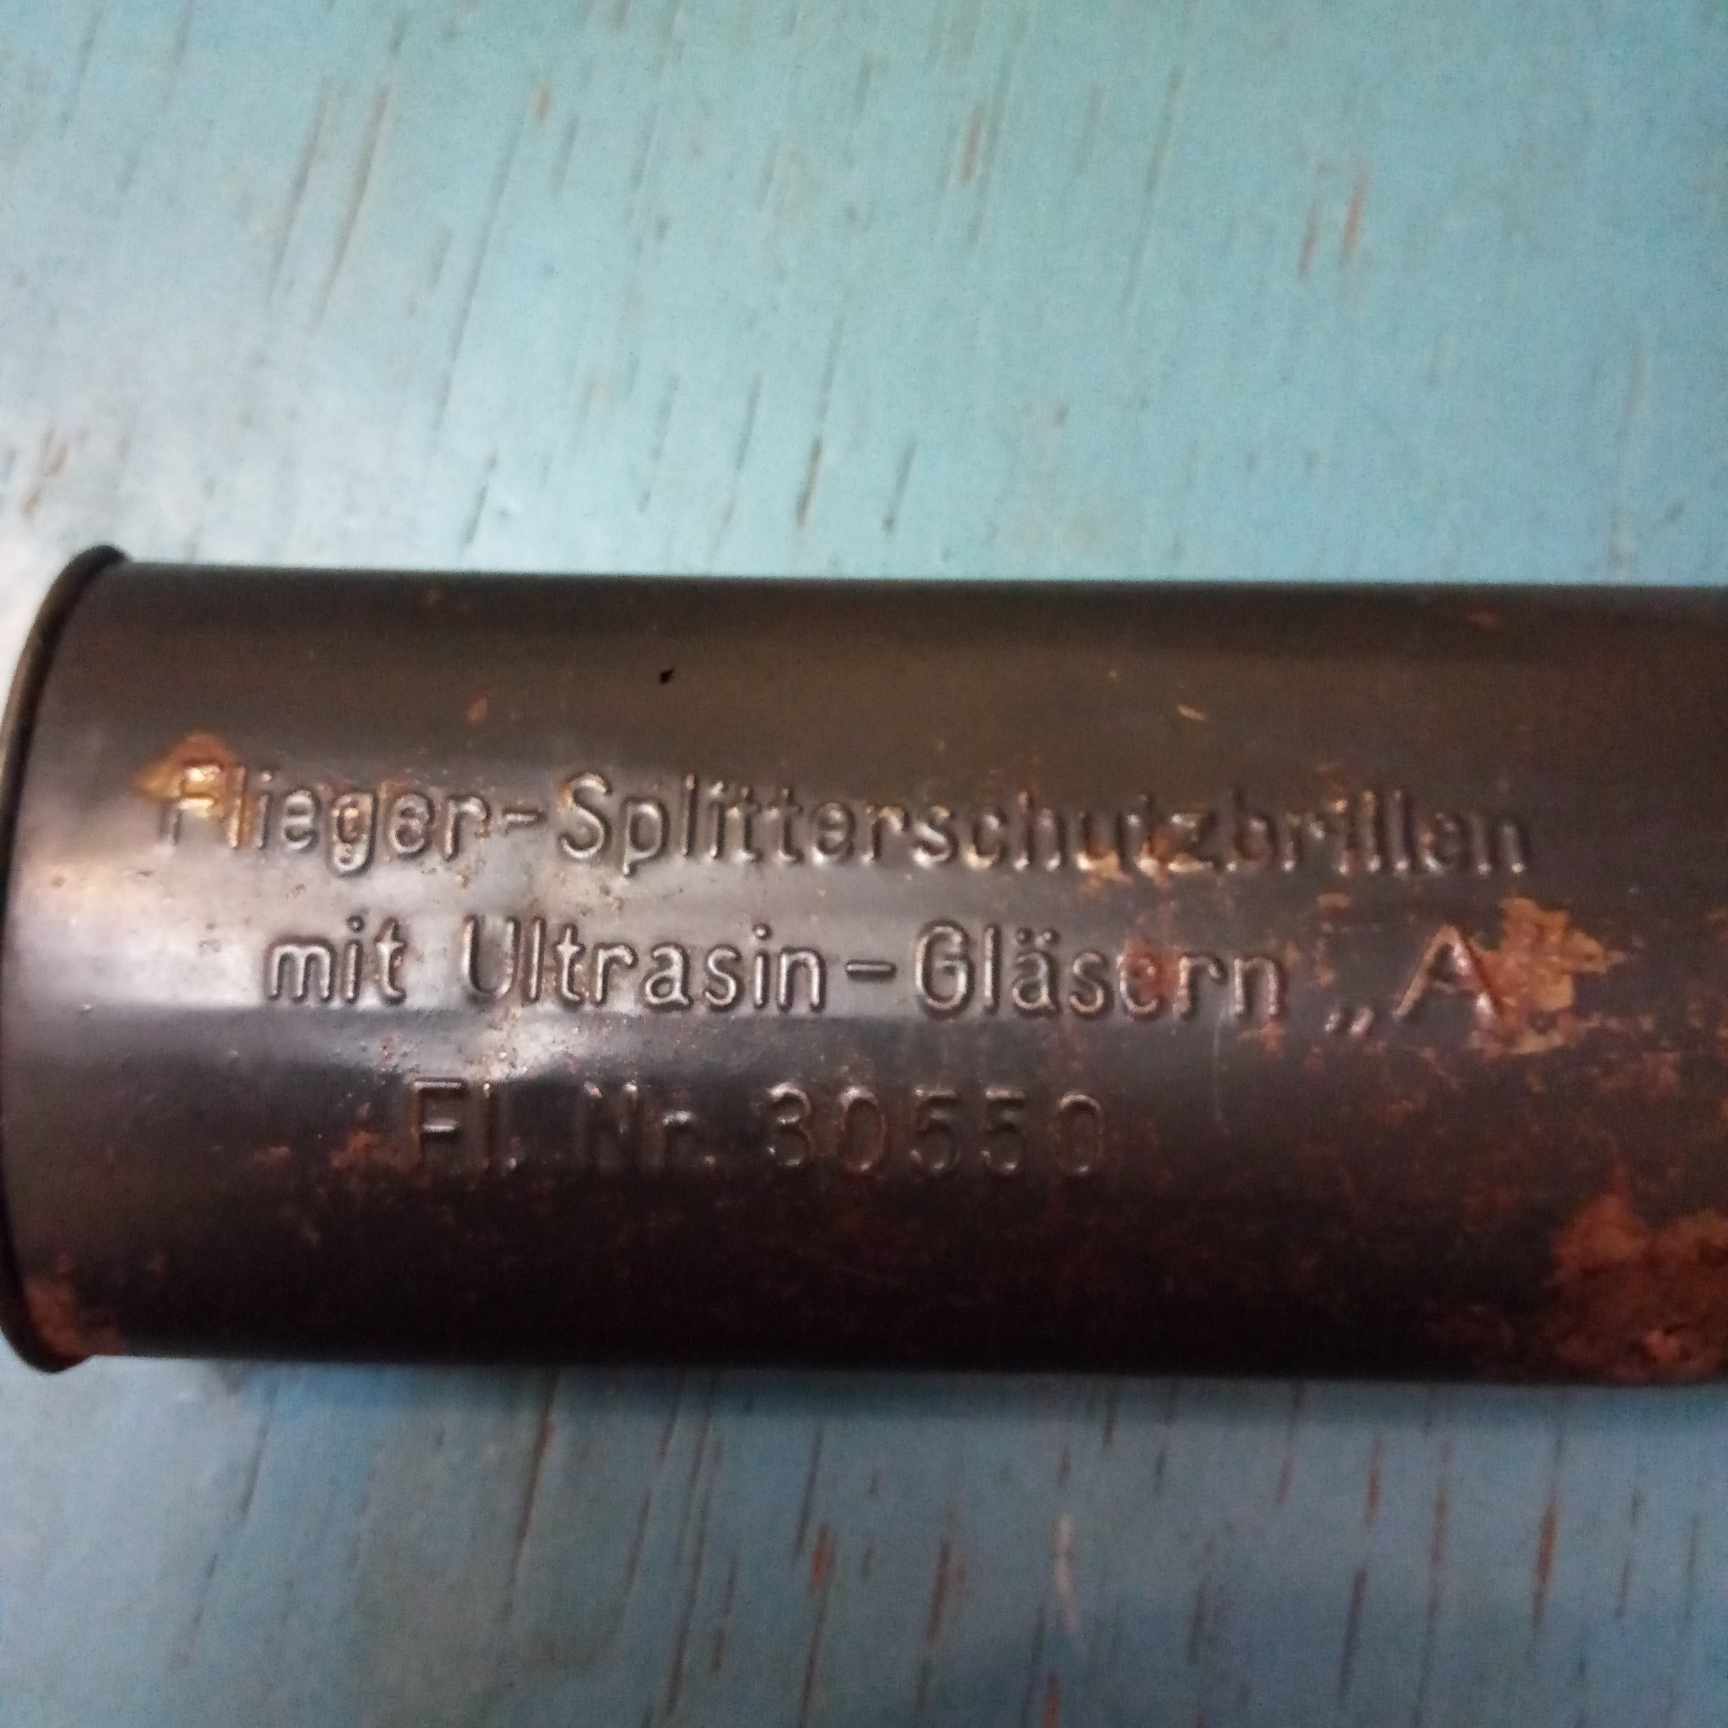 Flieger-Splitterschutzbrillen
mit Ultrasin-Gläsern „A
Fl. Nr. 30550